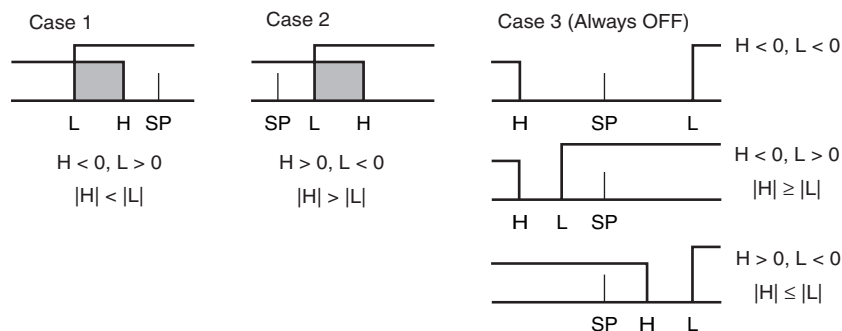 Case 1
L H SP
H < 0, L > 0
|H| < |L|
Case 2
SP L H
H > 0, L < 0
|H| > |L|
Case 3 (Always OFF)
H < 0, L < 0
H SP L
H < 0, L > 0
|H| ≥ |L|
H L SP
H > 0, L < 0
|H| ≤ |L|
SP H L